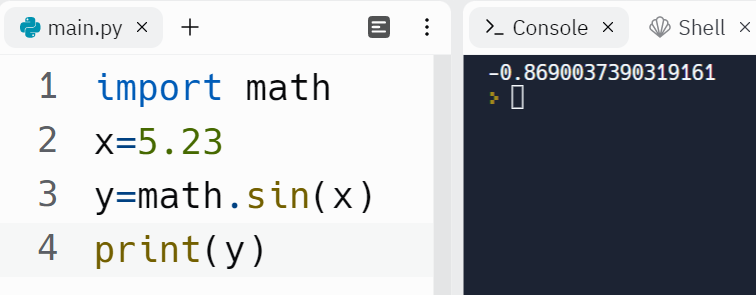 main.py × +
1 import math
2 x=5.23
3 y=math.sin(x)
4 print(y)
>_ Console × Shell ×
-0.8690037390319161
>